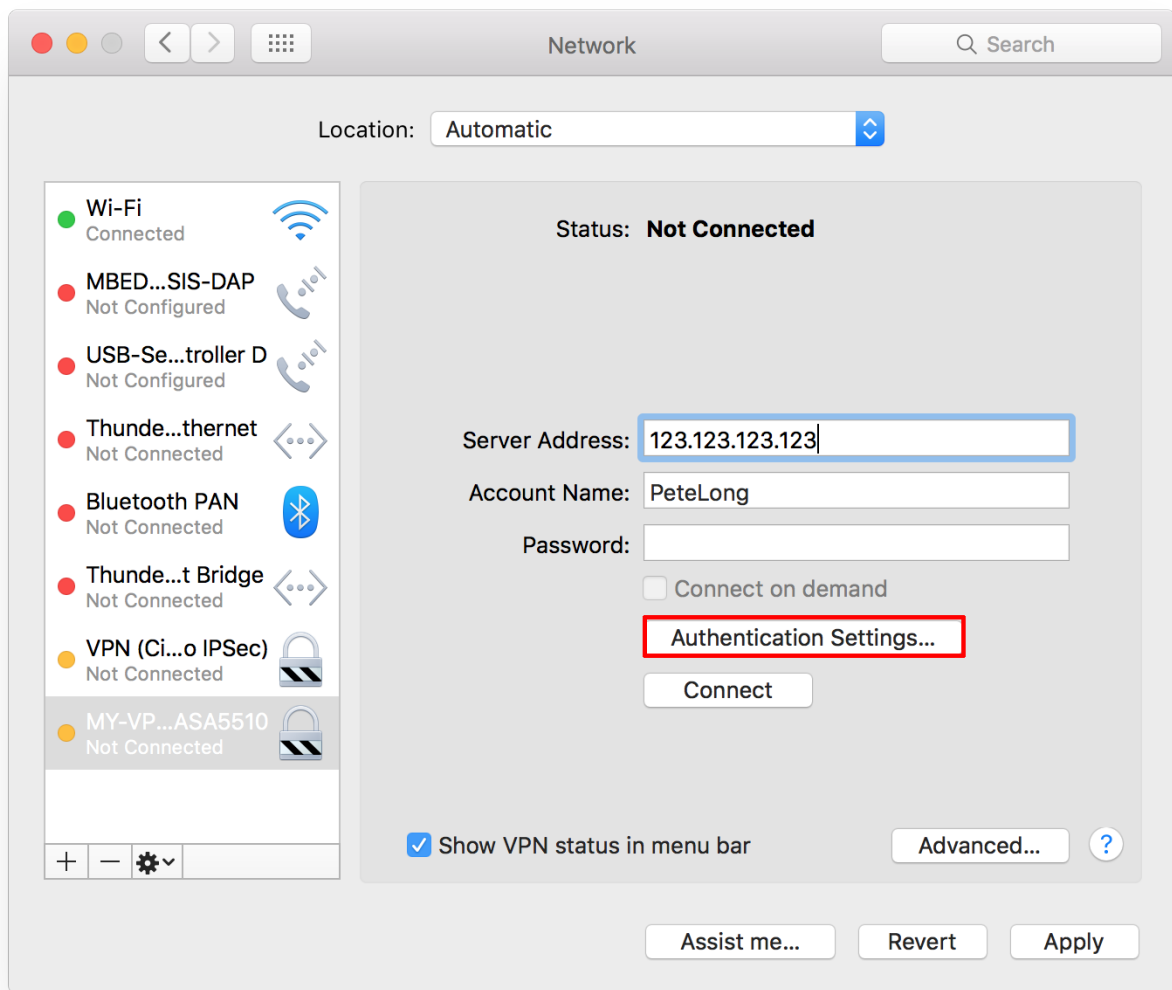 Network
Search
Location: Automatic
Wi-Fi
Connected
MBED...SIS-DAP
Not Configured
USB-Se...troller D
Not Configured
Thunde...thernet
Not Connected
Bluetooth PAN
Not Connected
Thunde...t Bridge
Not Connected
VPN (Ci...o IPSec)
Not Connected
MY-VP...ASA5510
Not Connected
Status: Not Connected
Server Address: 123.123.123.123
Account Name: PeteLong
Password:
Connect on demand
Authentication Settings...
Connect
Show VPN status in menu bar
Advanced...
?
Assist me...
Revert
Apply